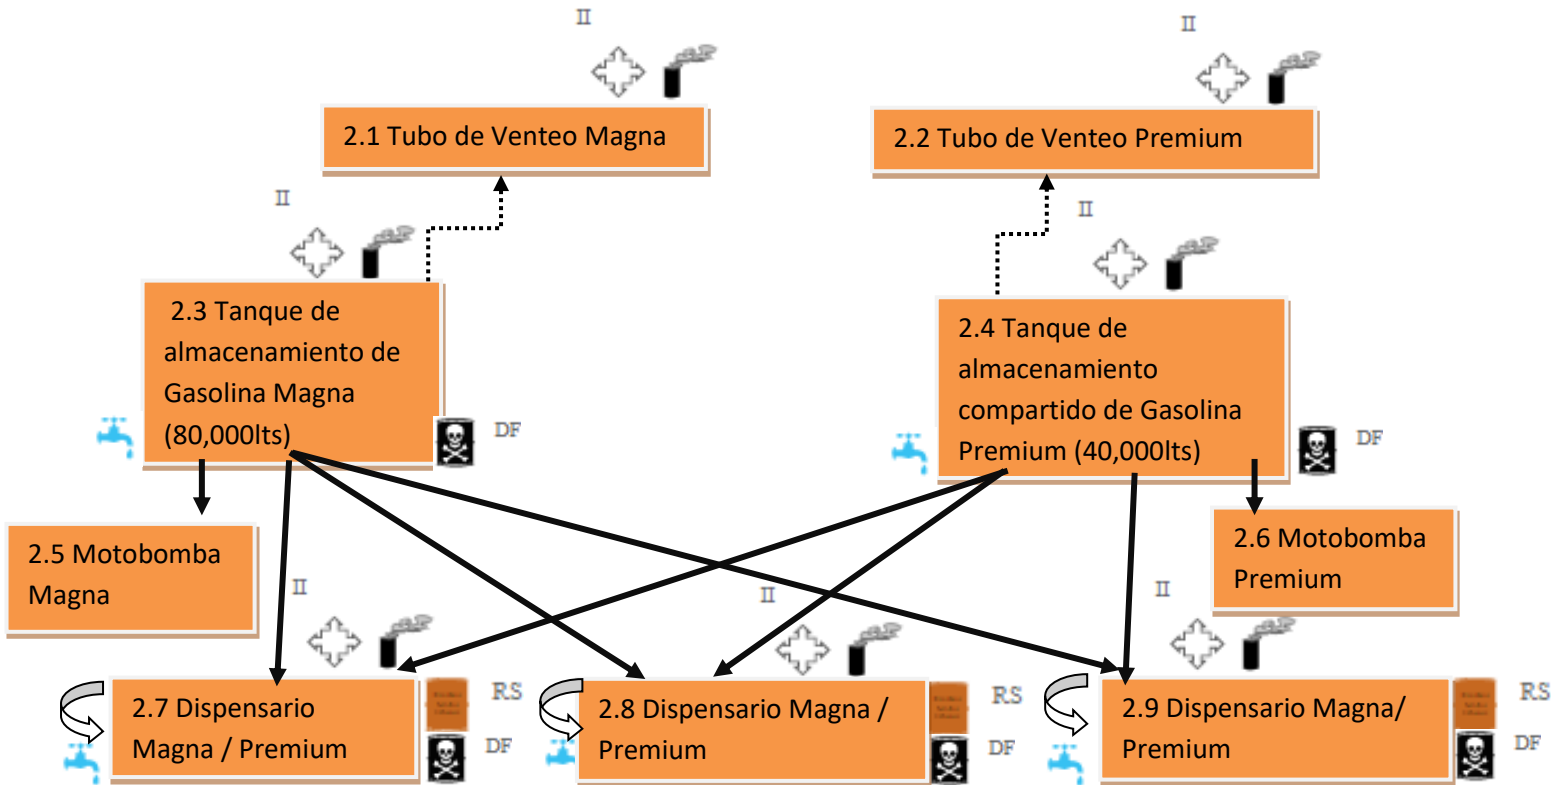 II
II
2.1 Tubo de Venteo Magna
2.2 Tubo de Venteo Premium
II
II
2.3 Tanque de
almacenamiento de
Gasolina Magna
(80,000lts)
DF
2.4 Tanque de
almacenamiento
compartido de Gasolina
Premium (40,000lts)
DF
2.5 Motobomba
Magna
2.6 Motobomba
Premium
II
II
II
2.7 Dispensario
Magna / Premium
RS
DF
2.8 Dispensario Magna /
Premium
RS
DF
2.9 Dispensario Magna/
Premium
RS
DF